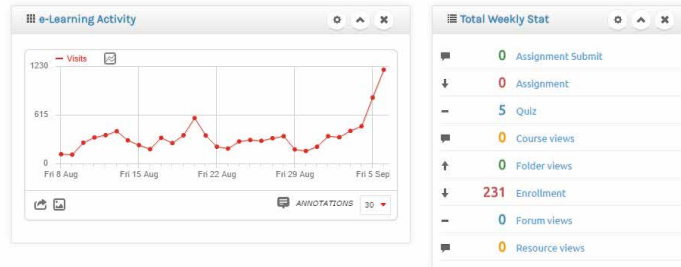 e-Learning Activity
Visits
1230
615
0
Fri 8 Aug
Fri 15 Aug
Fri 22 Aug
Fri 29 Aug
Fri 5 Sep
ANNOTATIONS
30
Total Weekly Stat
0 Assignment Submit
0 Assignment
5 Quiz
0 Course views
0 Folder views
231 Enrollment
0 Forum views
0 Resource views